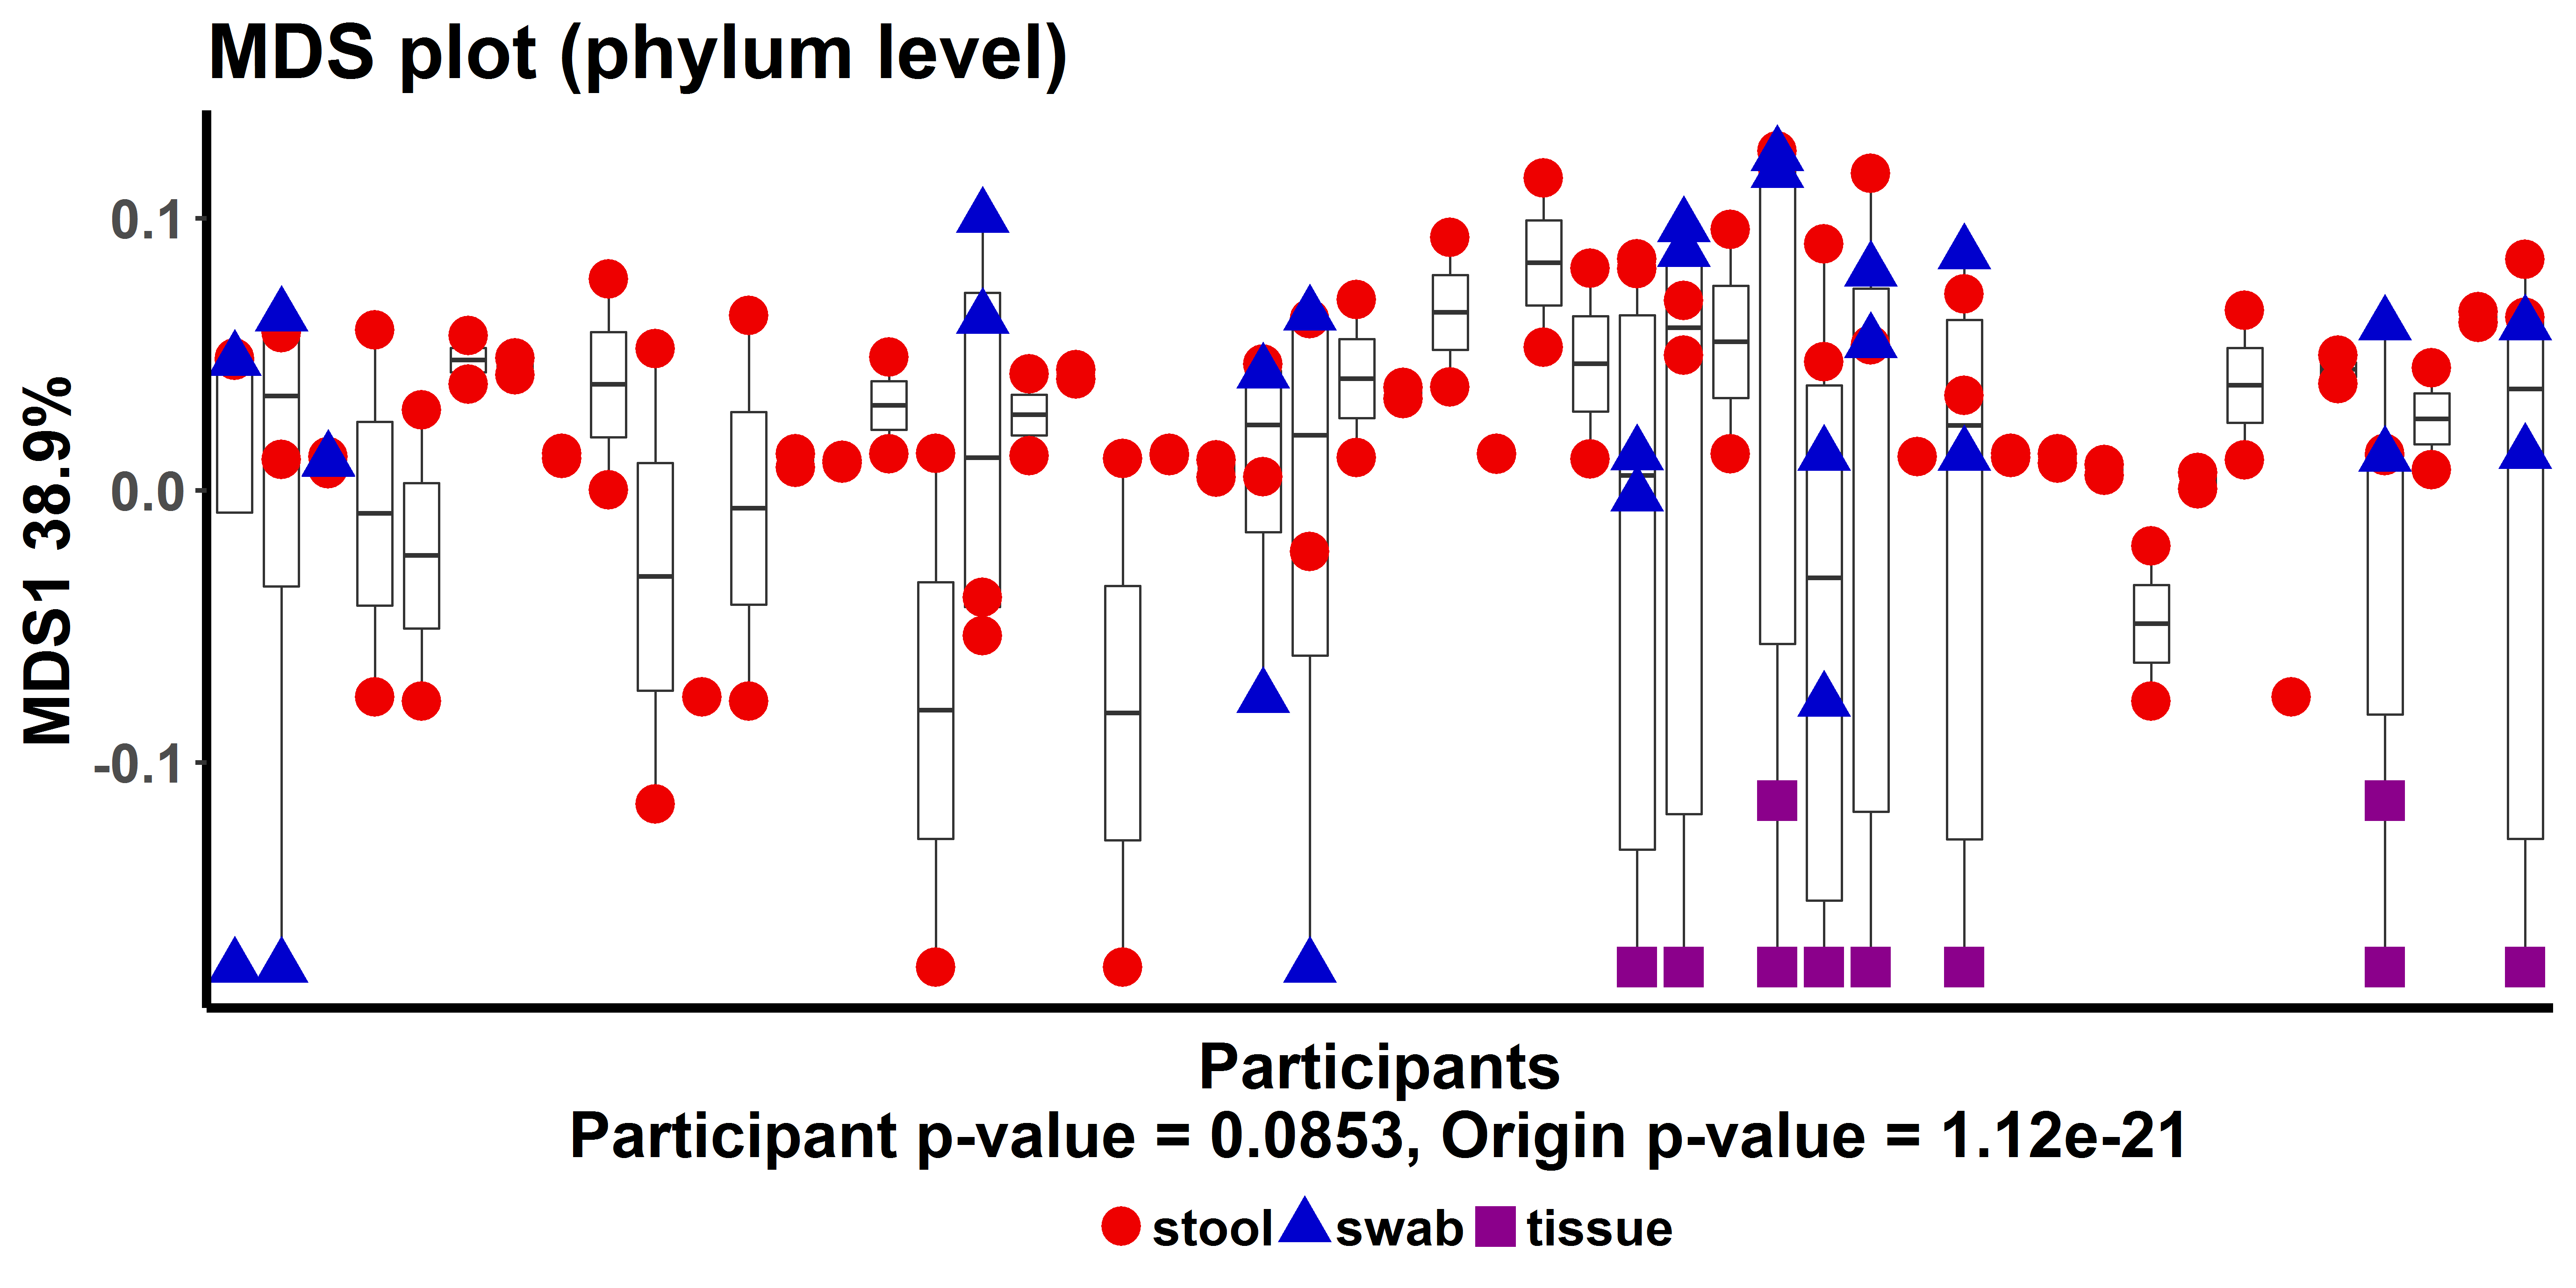 MDS plot (phylum level)
MDS1 38.9%
0.1
0.0
-0.1
Participants
Participant p-value = 0.0853, Origin p-value = 1.12e-21
stool swab tissue